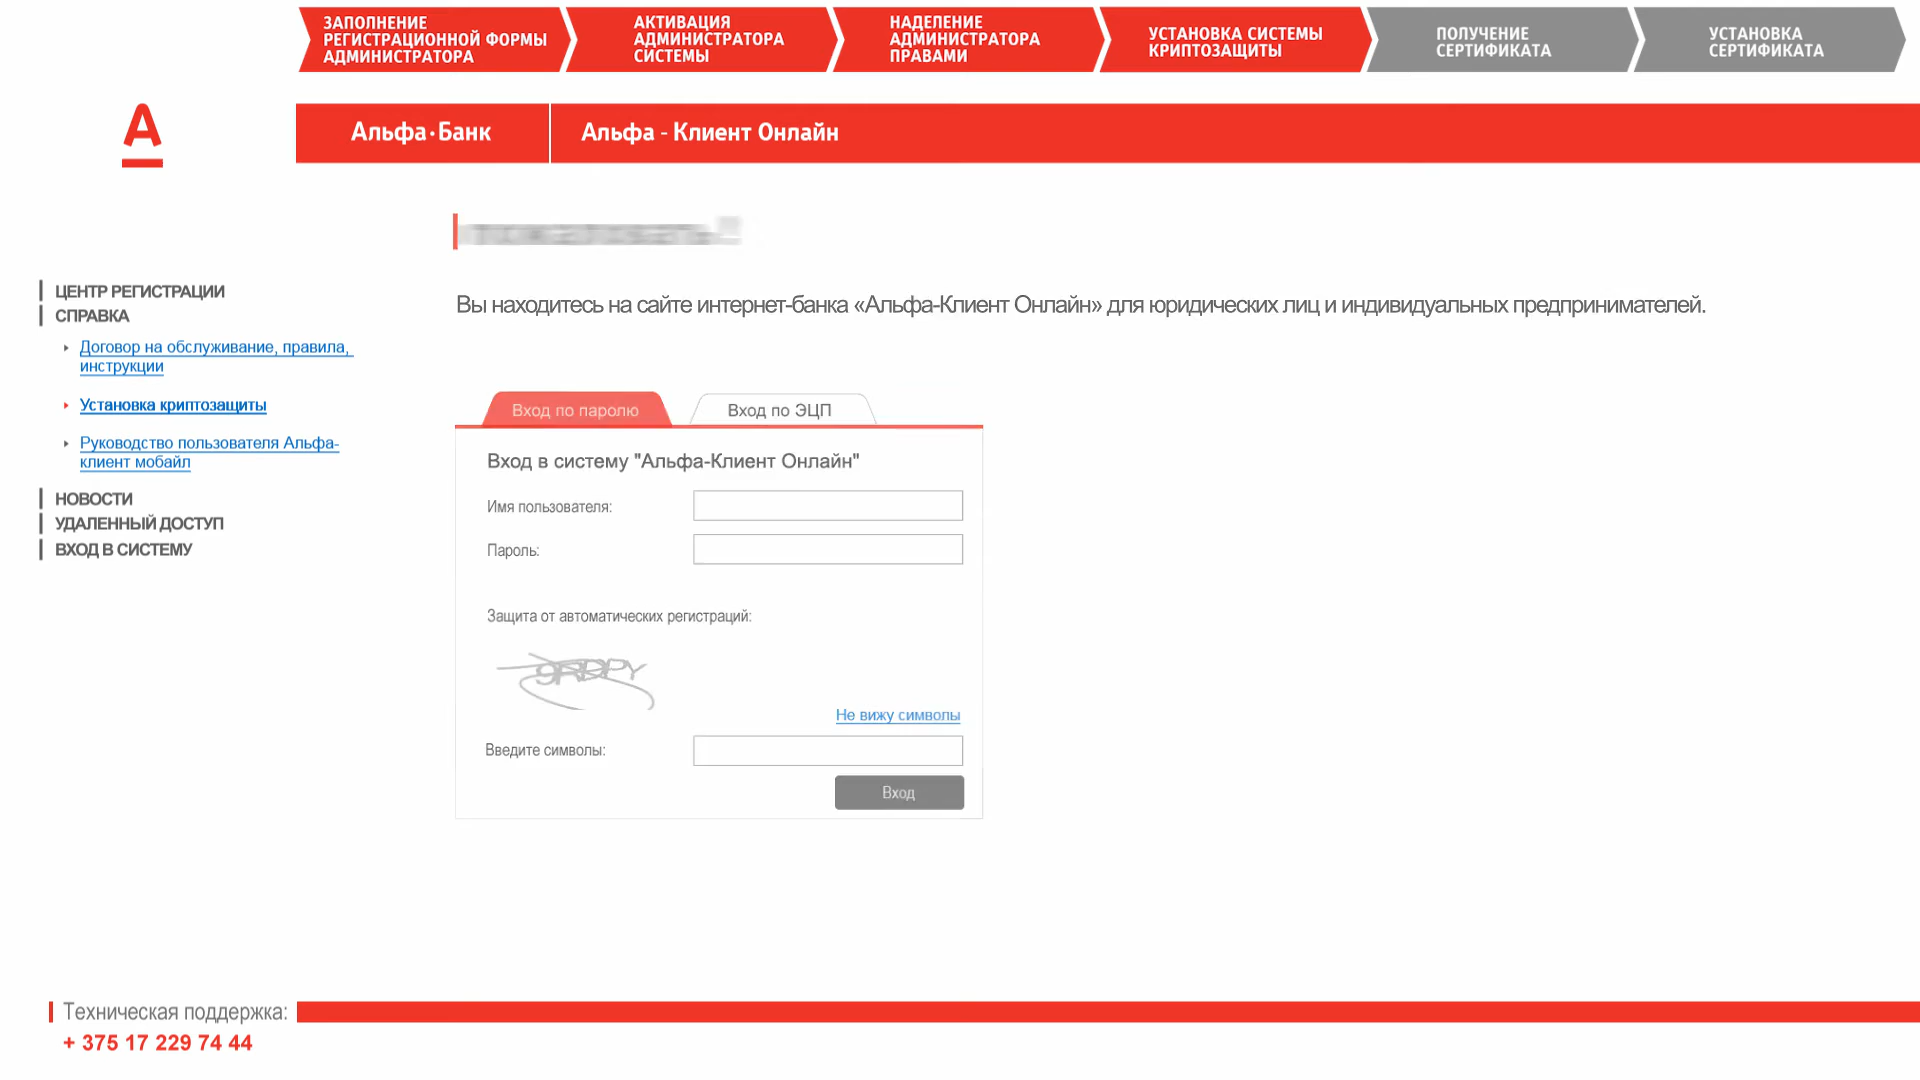 ЗАПОЛНЕНИЕ
РЕГИСТРАЦИОННОЙ ФОРМЫ
АДМИНИСТРАТОРА
АКТИВАЦИЯ
АДМИНИСТРАТОРА
СИСТЕМЫ
НАДЕЛЕНИЕ
АДМИНИСТРАТОРА
ПРАВАМИ
УСТАНОВКА СИСТЕМЫ
КРИПТОЗАЩИТЫ
ПОЛУЧЕНИЕ
СЕРТИФИКАТА
УСТАНОВКА
СЕРТИФИКАТА
А
Альфа·Банк
Альфа - Клиент Онлайн
ЦЕНТР РЕГИСТРАЦИИ
СПРАВКА
Договор на обслуживание, правила,
инструкции
Установка криптозащиты
Руководство пользователя Альфа-
клиент мобайл
НОВОСТИ
УДАЛЕННЫЙ ДОСТУП
ВХОД В СИСТЕМУ
Вы находитесь на сайте интернет-банка «Альфа-Клиент Онлайн» для юридических лиц и индивидуальных предпринимателей.
Вход по паролю
Вход по ЭЦП
Вход в систему "Альфа-Клиент Онлайн"
Имя пользователя:
Пароль:
Защита от автоматических регистраций:
Не вижу символы
Введите символы:
Вход
Техническая поддержка:
+ 375 17 229 74 44